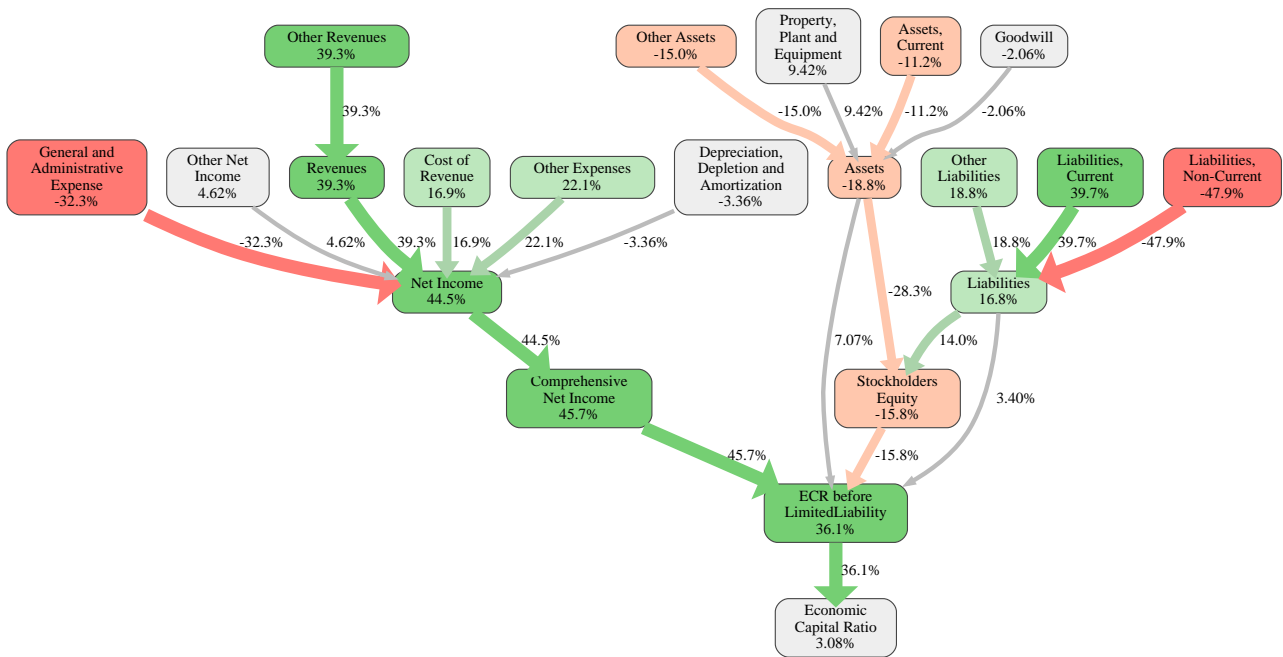 Other Revenues
39.3%
Other Assets
-15.0%
Property,
Plant and
Equipment
9.42%
Assets,
Current
-11.2%
Goodwill
-2.06%
39.3%
-15.0%
9.42%
-11.2%
-2.06%
General and
Administrative
Expense
-32.3%
Other Net
Income
4.62%
Revenues
39.3%
Cost of
Revenue
16.9%
Other Expenses
22.1%
Depreciation,
Depletion and
Amortization
-3.36%
Assets
-18.8%
Other
Liabilities
18.8%
Liabilities,
Current
39.7%
Liabilities,
Non-Current
-47.9%
-32.3%
4.62%
39.3%
16.9%
22.1%
-3.36%
18.8%
39.7%
-47.9%
Net Income
44.5%
-28.3%
Liabilities
16.8%
44.5%
7.07%
14.0%
Comprehensive
Net Income
45.7%
Stockholders
Equity
-15.8%
3.40%
45.7%
-15.8%
ECR before
LimitedLiability
36.1%
36.1%
Economic
Capital Ratio
3.08%